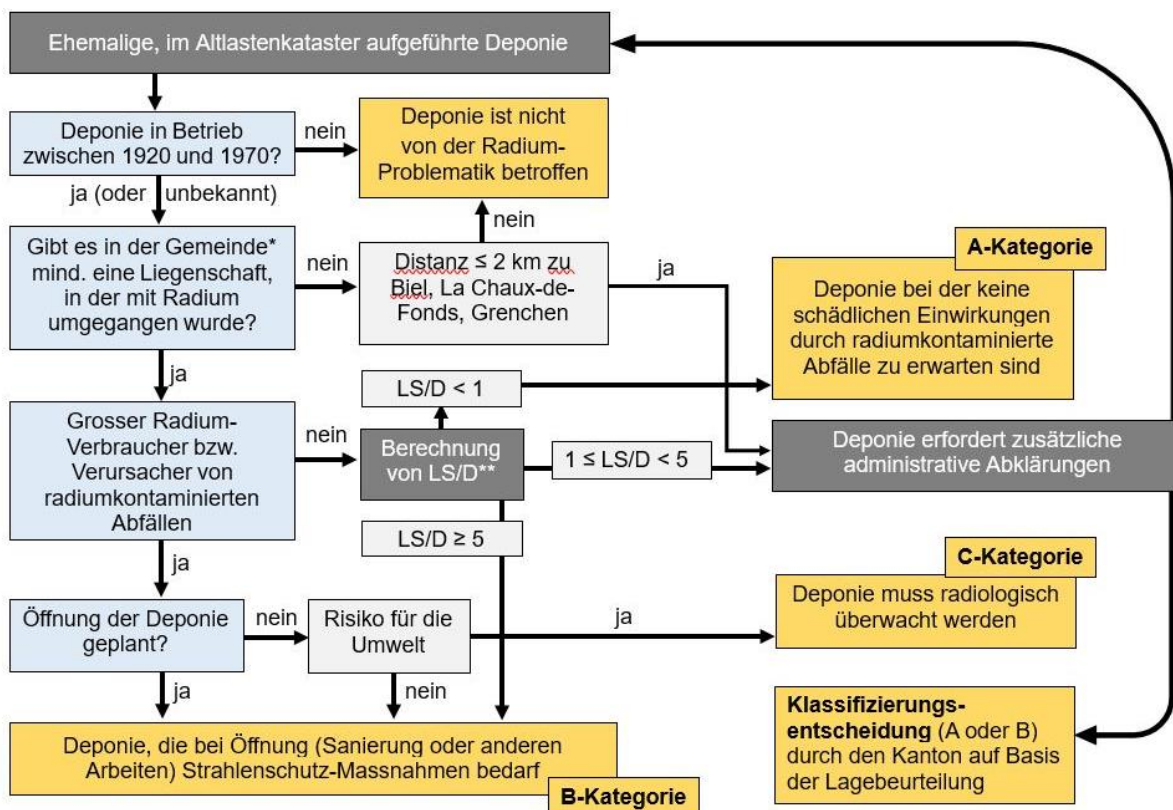 Ehemalige, im Altlastenkataster aufgeführte Deponie
Deponie in Betrieb
zwischen 1920 und 1970?
nein
Deponie ist nicht
von der Radium-
Problematik betroffen
ja (oder unbekannt)
nein
Gibt es in der Gemeinde*
mind. eine Liegenschaft,
in der mit Radium
umgegangen wurde?
nein
Distanz ≤ 2 km zu
Biel, La Chaux-de-
Fonds, Grenchen
ja
A-Kategorie
Deponie bei der keine
schädlichen Einwirkungen
durch radiumkontaminierte
Abfälle zu erwarten sind
ja
LS/D < 1
Grosser Radium-
Verbraucher bzw.
Verursacher von
radiumkontaminierten
Abfällen
nein
Berechnung
von LS/D**
1 ≤ LS/D < 5
Deponie erfordert zusätzliche
administrative Abklärungen
LS/D ≥ 5
ja
C-Kategorie
Deponie muss radiologisch
überwacht werden
Öffnung der Deponie
geplant?
nein
Risiko für die
Umwelt
ja
ja
nein
Klassifizierungs-
entscheidung (A oder B)
durch den Kanton auf Basis
der Lagebeurteilung
Deponie, die bei Öffnung (Sanierung oder anderen
Arbeiten) Strahlenschutz-Massnahmen bedarf
B-Kategorie